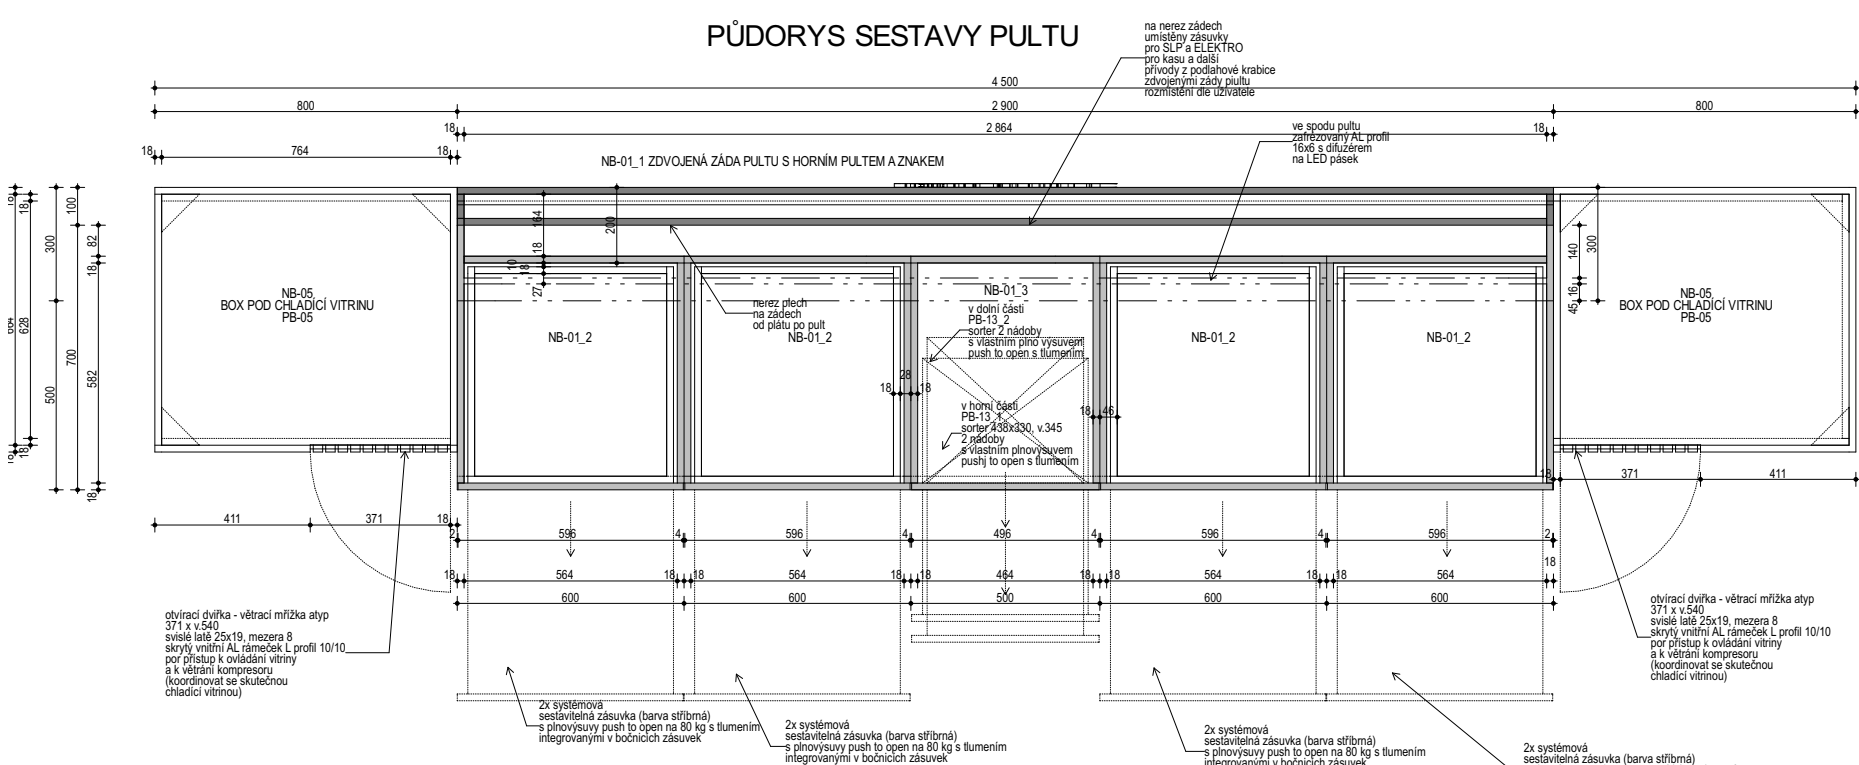 PŮDORYS SESTAVY PULTU
na nerez zádech
umístěny zásuvky
pro SLP a ELEKTRO
pro kasu a další
přívody z podlahové krabice
zdvojenými zády piultu
rozmístění dle uživatele
4 500
800
2 900
800
18
2 864
18
18
764
18
ve spodu pultu
zafrézovaný AL profil
16x6 s difuzérem
na LED pásek
NB-01_1 ZDVOJENÁ ZÁDA PULTU S HORNÍM PULTEM A ZNAKEM
18
18
628
18
300
500
100
700
82
18
582
18
164
18
200
10
18
27
140
300
16
45
NB-05
BOX POD CHLADÍCÍ VITRINU
PB-05
NB-01_2
nerez plech
na zádech
od plátu po pult
NB-01_2
NB-01_3
v dolní části
PB-13_2
sorter 2 nádoby
s vlastním plno výsuvem
push to open s tlumením
v horní části
PB-13_1
sorter 438x330, v.345
2 nádoby
s vlastním plnovýsuvem
pushj to open s tlumením
18
28
18
18
46
NB-01_2
NB-01_2
NB-05
BOX POD CHLADÍCÍ VITRINU
PB-05
18
371
411
411
371
18
2
596
4
596
4
496
4
596
4
596
2
18
18
564
18
18
564
18
18
464
18
18
564
18
18
564
600
600
500
600
600
otvírací dvířka - větrací mřížka atyp
371 x v.540
svislé latě 25x19, mezera 8
skrytý vnitřní AL rámeček L profil 10/10
por přístup k ovládání vitriny
a k větrání kompresoru
(koordinovat se skutečnou
chladící vitrinou)
otvírací dvířka - větrací mřížka atyp
371 x v.540
svislé latě 25x19, mezera 8
skrytý vnitřní AL rámeček L profil 10/10
por přístup k ovládání vitriny
a k větrání kompresoru
(koordinovat se skutečnou
chladící vitrinou)
2x systémová
sestavitelná zásuvka (barva stříbrná)
s plnovýsuvy push to open na 80 kg s tlumením
integrovanými v bočnicích zásuvek
2x systémová
sestavitelná zásuvka (barva stříbrná)
s plnovýsuvy push to open na 80 kg s tlumením
integrovanými v bočnicích zásuvek
2x systémová
sestavitelná zásuvka (barva stříbrná)
s plnovýsuvy push to open na 80 kg s tlumením
integrovanými v bočnicích zásuvek
2x systémová
sestavitelná zásuvka (barva stříbrná)